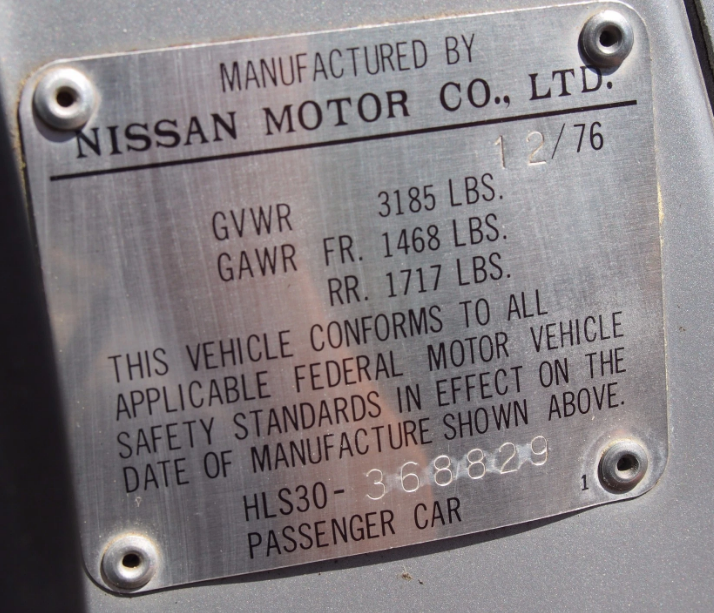 MANUFACTURED BY
NISSAN MOTOR CO., LTD.
12/76
GVWR 3185 LBS.
GAWR FR. 1468 LBS.
RR. 1717 LBS.
THIS VEHICLE CONFORMS TO ALL
APPLICABLE FEDERAL MOTOR VEHICLE
SAFETY STANDARDS IN EFFECT ON THE
DATE OF MANUFACTURE SHOWN ABOVE.
HLS30-368829
PASSENGER CAR
1